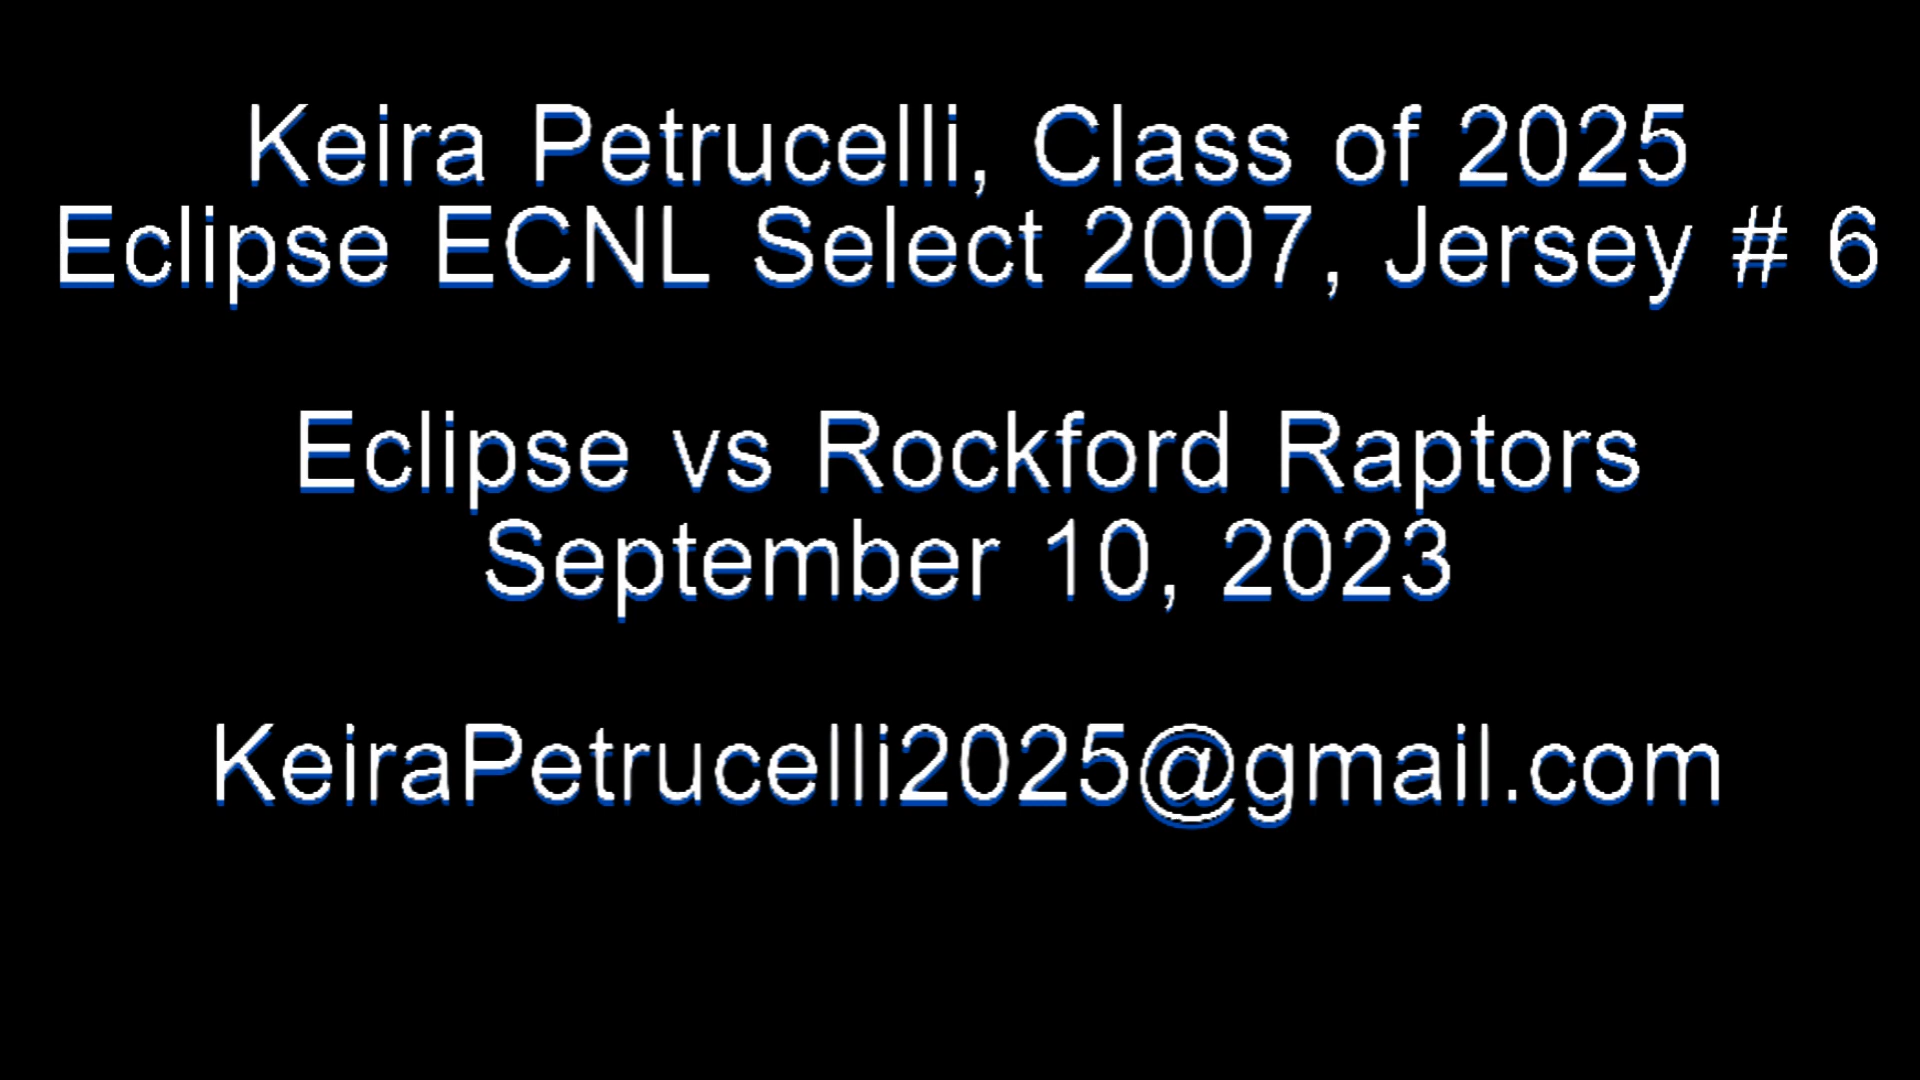 Keira Petrucelli, Class of 2025
Eclipse ECNL Select 2007, Jersey # 6
Eclipse vs Rockford Raptors
September 10, 2023
KeiraPetrucelli2025@gmail.com